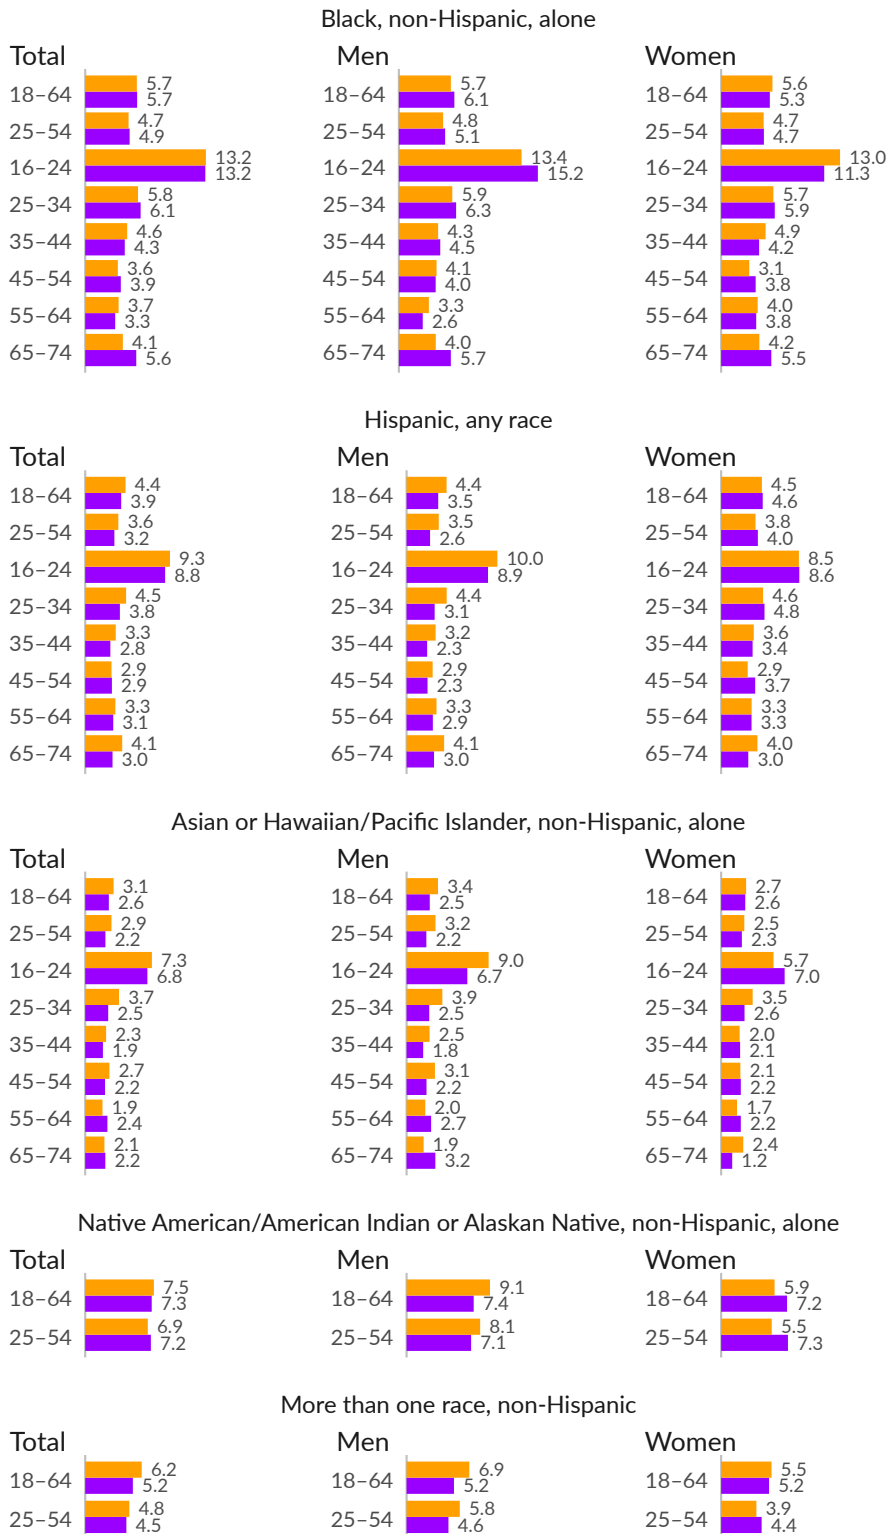 Black, non-Hispanic, alone
Total Men Women
5.7 5.7 5.6
18–64 18–64 18–64
5.7 6.1 5.3
4.7 4.8 4.7
25–54 25–54 25–54
4.9 5.1 4.7
13.2 13.4 13.0
16–24 16–24 16–24
13.2 15.2 11.3
5.8 5.9 5.7
25–34 25–34 25–34
6.1 6.3 5.9
4.6 4.3 4.9
35–44 35–44 35–44
4.3 4.5 4.2
3.6 4.1 3.1
45–54 45–54 45–54
3.9 4.0 3.8
3.7 3.3 4.0
55–64 55–64 55–64
3.3 2.6 3.8
4.1 4.0 4.2
65–74 65–74 65–74
5.6 5.7 5.5
Hispanic, any race
Total Men Women
4.4 4.4 4.5
18–64 18–64 18–64
3.9 3.5 4.6
3.6 3.5 3.8
25–54 25–54 25–54
3.2 2.6 4.0
9.3 10.0 8.5
16–24 16–24 16–24
8.8 8.9 8.6
4.5 4.4 4.6
25–34 25–34 25–34
3.8 3.1 4.8
3.3 3.2 3.6
35–44 35–44 35–44
2.8 2.3 3.4
2.9 2.9 2.9
45–54 45–54 45–54
2.9 2.3 3.7
3.3 3.3 3.3
55–64 55–64 55–64
3.1 2.9 3.3
4.1 4.1 4.0
65–74 65–74 65–74
3.0 3.0 3.0
Asian or Hawaiian/Pacific Islander, non-Hispanic, alone
Total Men Women
3.1 3.4 2.7
18–64 18–64 18–64
2.6 2.5 2.6
2.9 3.2 2.5
25–54 25–54 25–54
2.2 2.2 2.3
7.3 9.0 5.7
16–24 16–24 16–24
6.8 6.7 7.0
3.7 3.9 3.5
25–34 25–34 25–34
2.5 2.5 2.6
2.3 2.5 2.0
35–44 35–44 35–44
1.9 1.8 2.1
2.7 3.1 2.1
45–54 45–54 45–54
2.2 2.2 2.2
1.9 2.0 1.7
55–64 55–64 55–64
2.4 2.7 2.2
2.1 1.9 2.4
65–74 65–74 65–74
2.2 3.2 1.2
Native American/American Indian or Alaskan Native, non-Hispanic, alone
Total Men Women
7.5 9.1 5.9
18–64 18–64 18–64
7.3 7.4 7.2
6.9 8.1 5.5
25–54 25–54 25–54
7.2 7.1 7.3
More than one race, non-Hispanic
Total Men Women
6.2 6.9 5.5
18–64 18–64 18–64
5.2 5.2 5.2
4.8 5.8 3.9
25–54 25–54 25–54
4.5 4.6 4.4